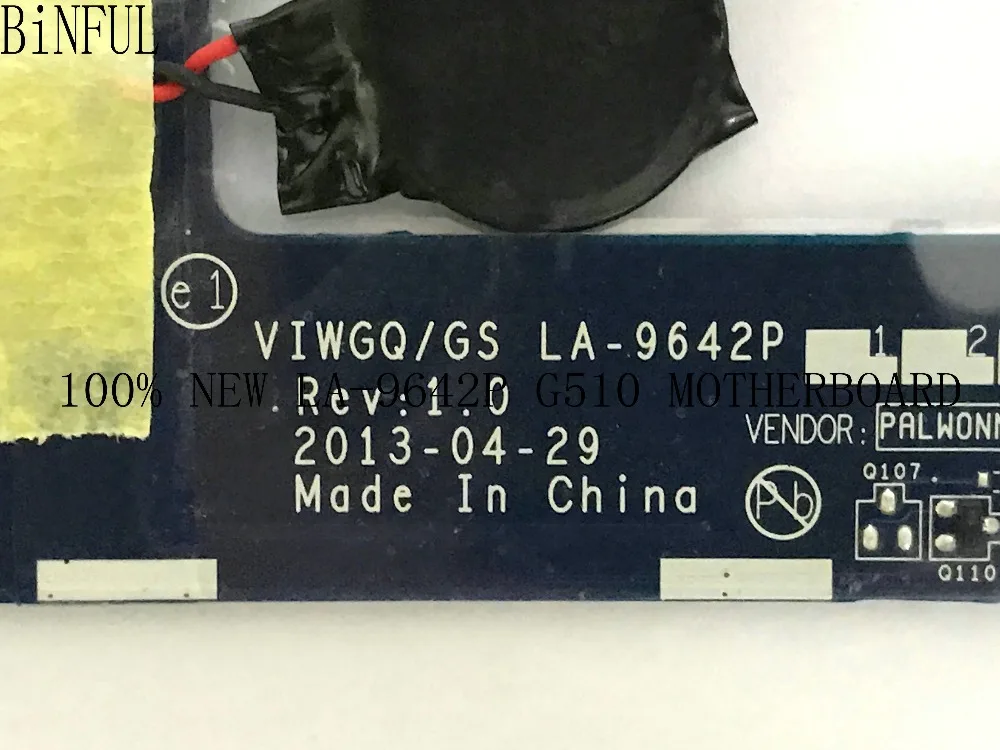 BiNFUL
e1
VIWGQ/GS LA-9642P 1 2
100% NEW LA-9642P G510 MOTHERBOARD
Rev:1.0
2013-04-29
VENDOR: PALWONN
Made In China
Pb
Q107
Q110